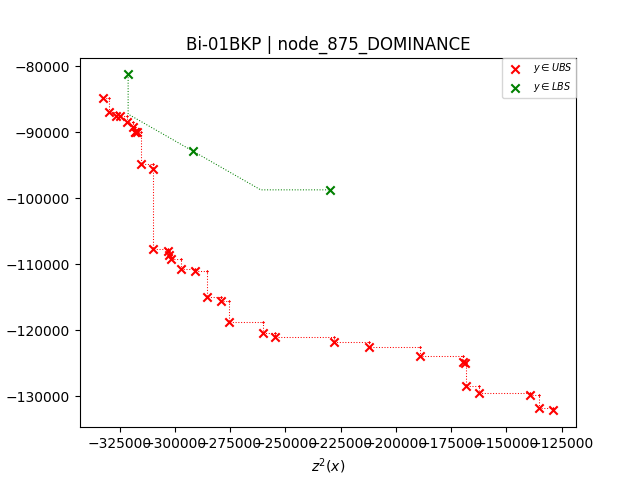 Bi-01BKP | node_875_DOMINANCE
y ∈ UBS
y ∈ LBS
−80000
−90000
−100000
−110000
−120000
−130000
−325000 −300000 −275000 −250000 −225000 −200000 −175000 −150000 −125000
z²(x)